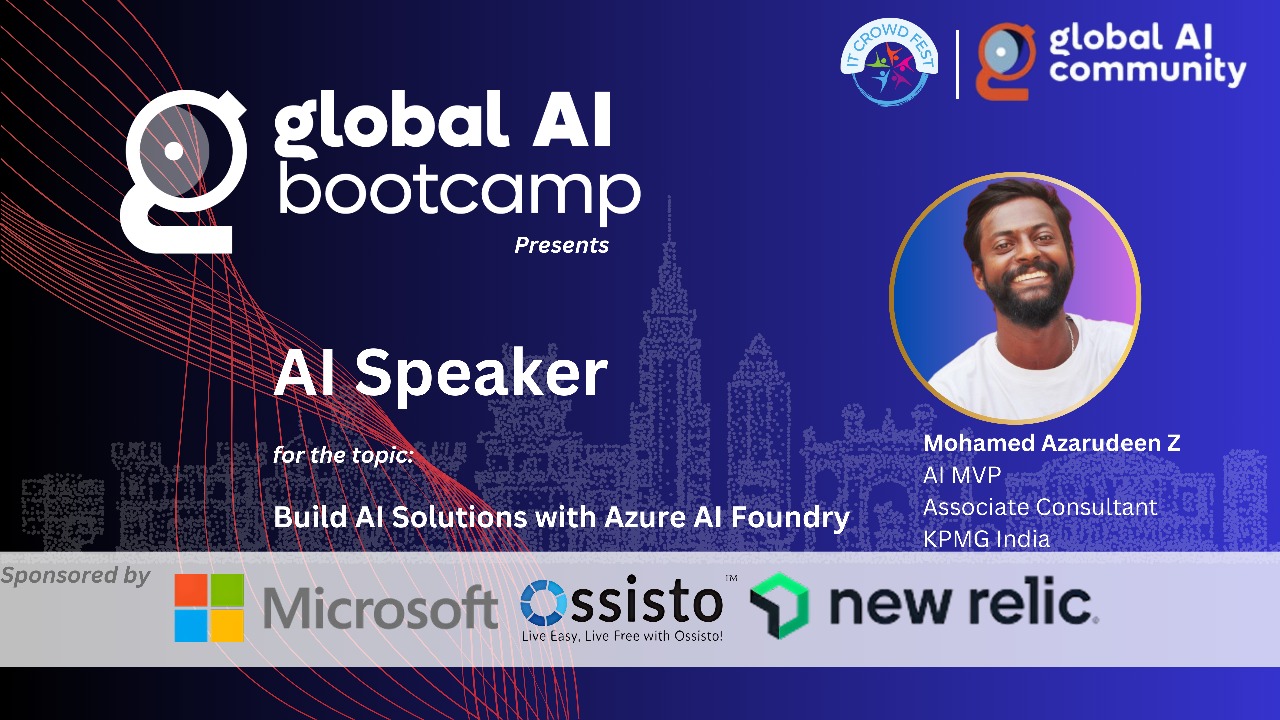 IT CROWD FEST
global AI
community
global AI
bootcamp
Presents
AI Speaker
for the topic:
Build AI Solutions with Azure AI Foundry
Mohamed Azarudeen Z
AI MVP
Associate Consultant
KPMG India
Sponsored by
Microsoft
Ossisto™
Live Easy, Live Free with Ossisto!
new relic®